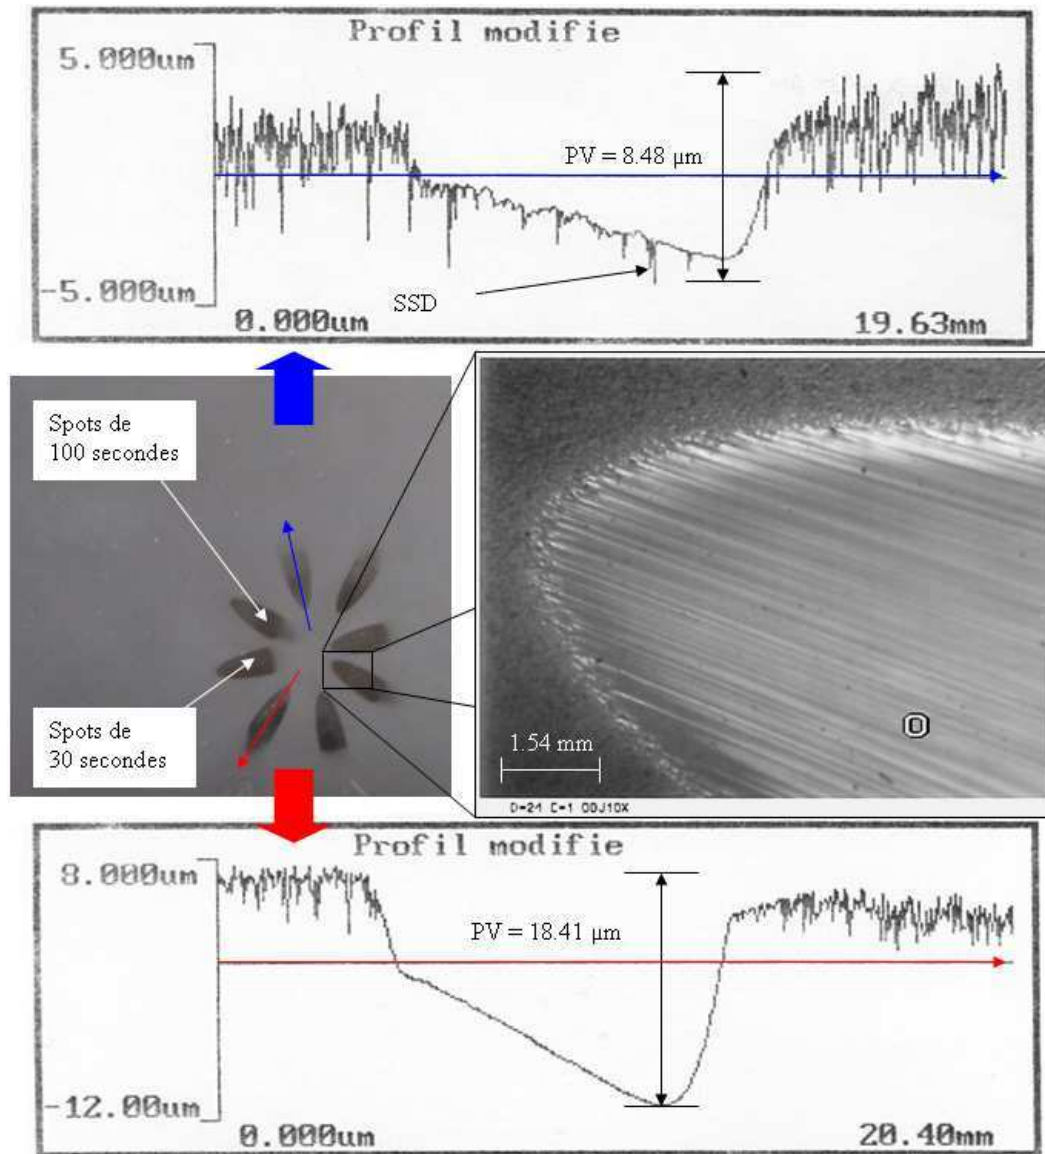 Profil modifie
5.000um
PV = 8.48 µm
SSD
-5.000um
0.000um
19.63mm
Spots de
100 secondes
Spots de
30 secondes
1.54 mm
D=24 C=1 OBJ10X
Profil modifie
8.000um
PV = 18.41 µm
-12.00um
0.000um
20.40mm